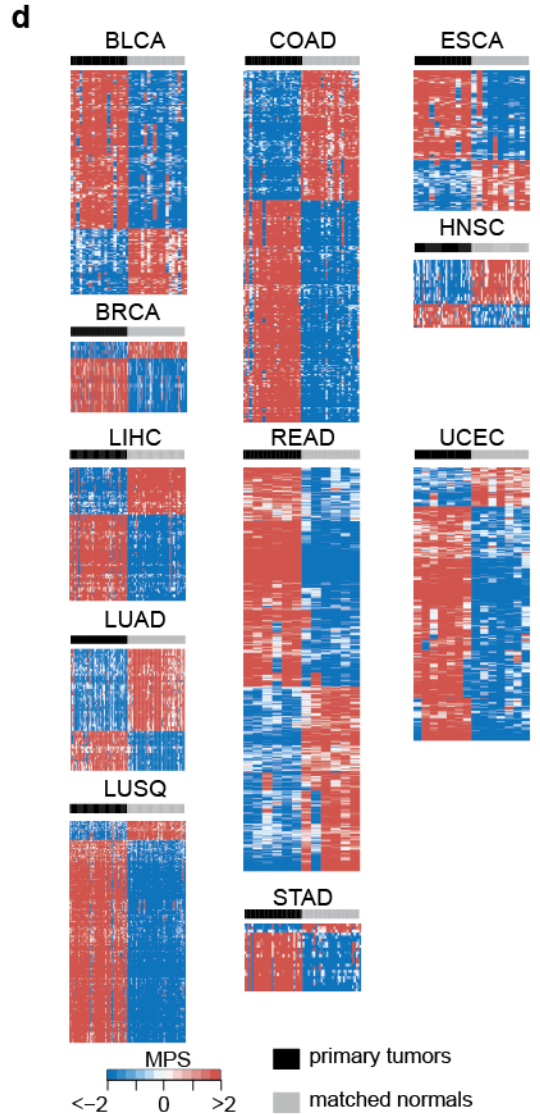 d
BLCA
COAD
ESCA
HNSC
BRCA
LIHC
READ
UCEC
LUAD
LUSQ
STAD
MPS
<-2 0 >2
primary tumors
matched normals